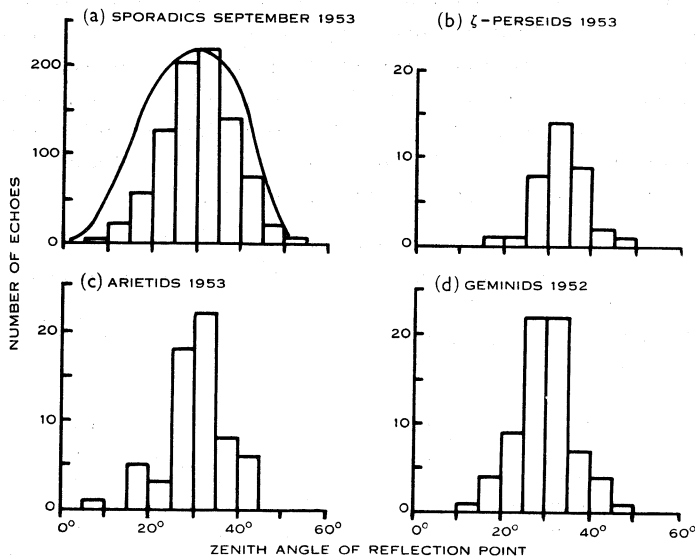 (a) SPORADICS SEPTEMBER 1953
(b) ζ-PERSEIDS 1953
200
100
0
20
10
0
NUMBER OF ECHOES
(c) ARIETIDS 1953
(d) GEMINIDS 1952
20
10
0
20
10
0
0° 20° 40° 60° 0° 20° 40° 60°
ZENITH ANGLE OF REFLECTION POINT